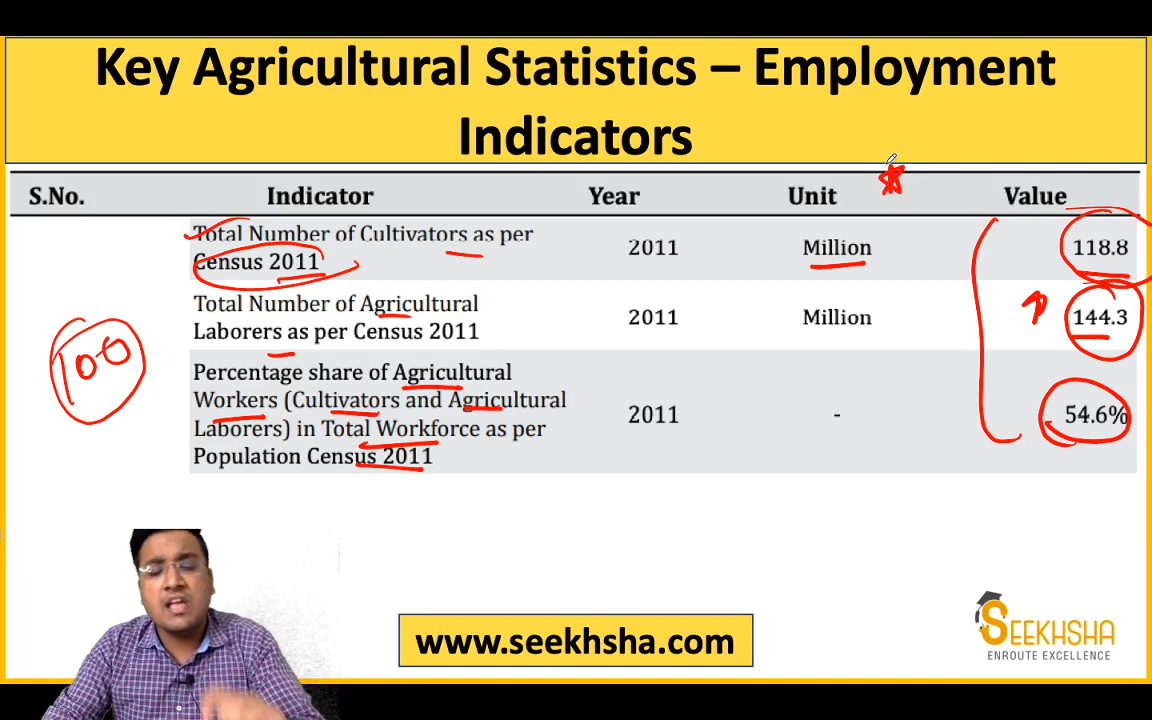 Key Agricultural Statistics – Employment
Indicators
S.No. Indicator Year Unit Value
Total Number of Cultivators as per
Census 2011 2011 Million 118.8
Total Number of Agricultural
Laborers as per Census 2011 2011 Million 144.3
Percentage share of Agricultural
Workers (Cultivators and Agricultural
Laborers) in Total Workforce as per
Population Census 2011 2011 - 54.6%
100
www.seekhsha.com
SEEKHSHA
ENROUTE EXCELLENCE